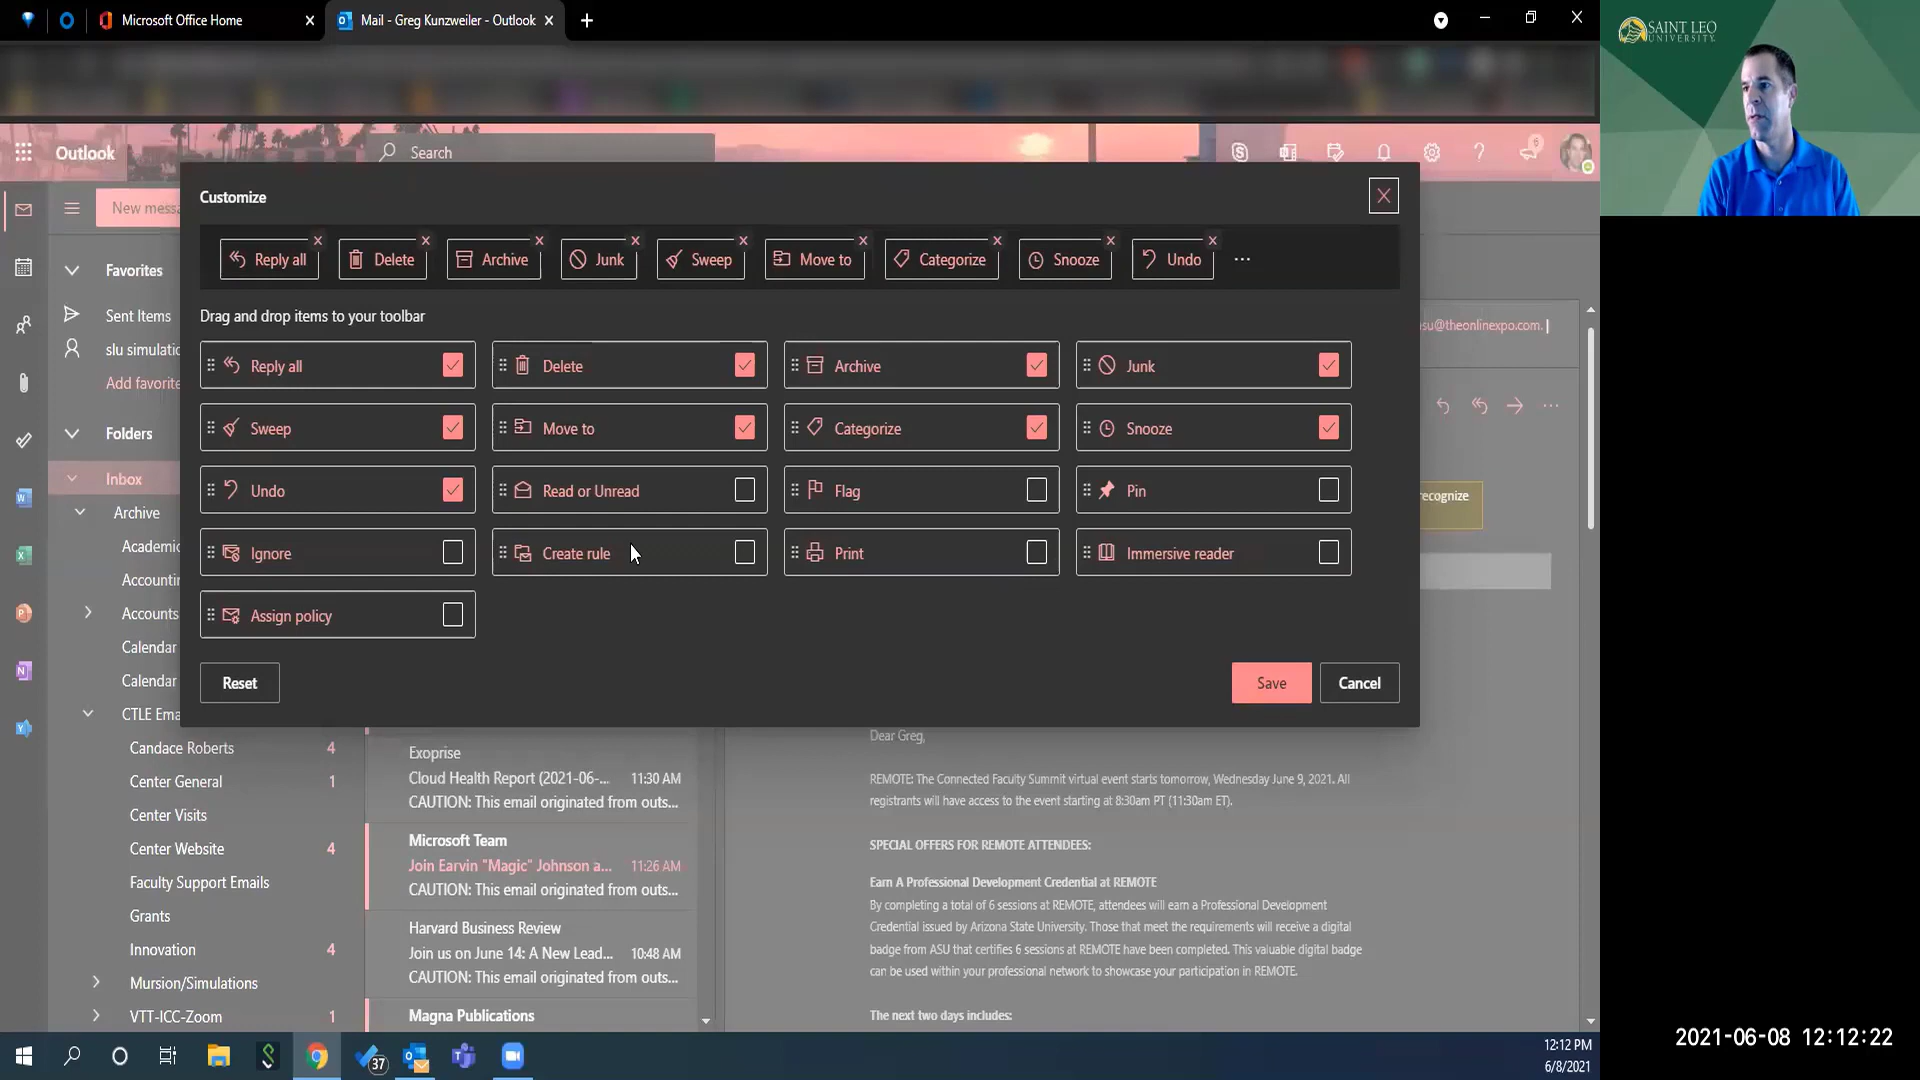 Microsoft Office Home
Mail - Greg Kunzweiler - Outlook
SAINT LEO
UNIVERSITY
Outlook
Search
6
New messa
Customize
Reply all
Delete
Archive
Junk
Sweep
Move to
Categorize
Snooze
Undo
...
Drag and drop items to your toolbar
Reply all
Delete
Archive
Junk
Sweep
Move to
Categorize
Snooze
Undo
Read or Unread
Flag
Pin
Ignore
Create rule
Print
Immersive reader
Assign policy
Reset
Save
Cancel
Favorites
Sent Items
slu simulatio
Add favorite
Folders
Inbox
Archive
Academic
Accountin
Accounts
Calendar
Calendar
CTLE Ema
Candace Roberts 4
Center General 1
Center Visits
Center Website 4
Faculty Support Emails
Grants
Innovation 4
Mursion/Simulations
VTT-ICC-Zoom 1
Exoprise
Cloud Health Report (2021-06-... 11:30 AM
CAUTION: This email originated from outs...
Microsoft Team
Join Earvin "Magic" Johnson a... 11:26 AM
CAUTION: This email originated from outs...
Harvard Business Review
Join us on June 14: A New Lead... 10:48 AM
CAUTION: This email originated from outs...
Magna Publications
asu@theonlinexpo.com.
recognize
Dear Greg,
REMOTE: The Connected Faculty Summit virtual event starts tomorrow, Wednesday June 9, 2021. All
registrants will have access to the event starting at 8:30am PT (11:30am ET).
SPECIAL OFFERS FOR REMOTE ATTENDEES:
Earn A Professional Development Credential at REMOTE
By completing a total of 6 sessions at REMOTE, attendees will earn a Professional Development
Credential issued by Arizona State University. Those that meet the requirements will receive a digital
badge from ASU that certifies 6 sessions at REMOTE have been completed. This valuable digital badge
can be used within your professional network to showcase your participation in REMOTE.
The next two days includes:
37
12:12 PM
6/8/2021
2021-06-08 12:12:22